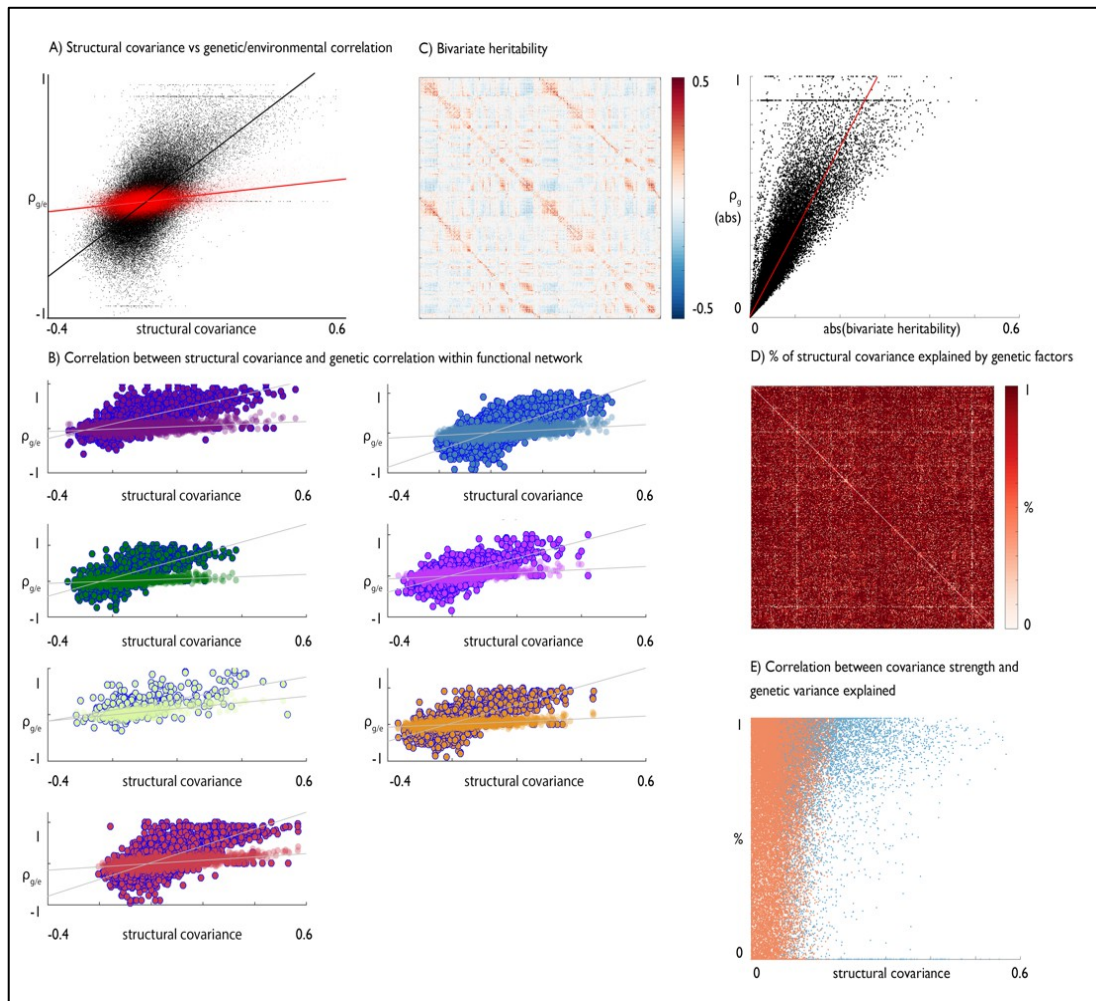 A) Structural covariance vs genetic/environmental correlation
1
ρg/e
-1
-0.4
structural covariance
0.6
C) Bivariate heritability
0.5
-0.5
1
ρg
(abs)
0
0
abs(bivariate heritability)
0.6
B) Correlation between structural covariance and genetic correlation within functional network
1
ρg/e
-1
-0.4
structural covariance
0.6
1
ρg/e
-1
-0.4
structural covariance
0.6
1
ρg/e
-1
-0.4
structural covariance
0.6
1
ρg/e
-1
-0.4
structural covariance
0.6
1
ρg/e
-1
-0.4
structural covariance
0.6
1
ρg/e
-1
-0.4
structural covariance
0.6
1
ρg/e
-1
-0.4
structural covariance
0.6
D) % of structural covariance explained by genetic factors
1
%
0
E) Correlation between covariance strength and
genetic variance explained
1
%
0
0
structural covariance
0.6